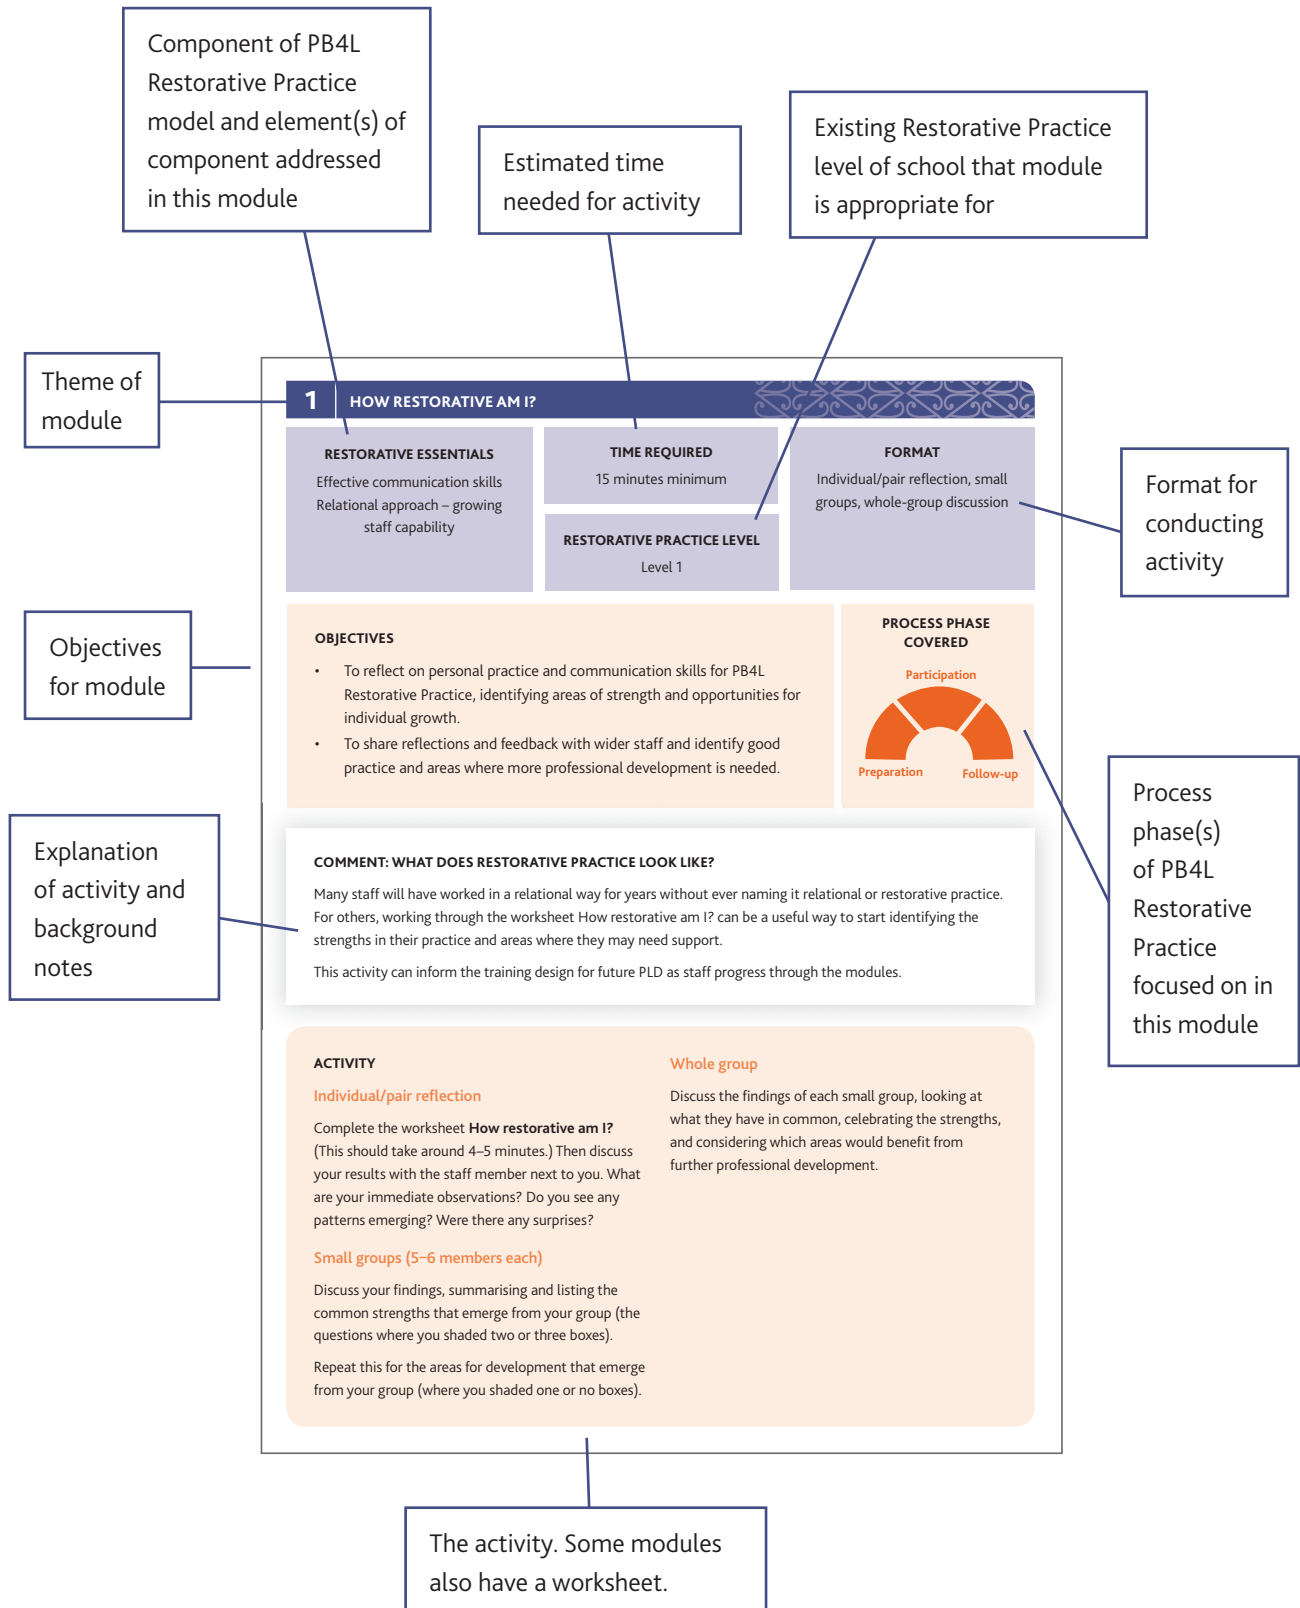 Component of PB4L
Restorative Practice
model and element(s) of
component addressed
in this module
Estimated time
needed for activity
Existing Restorative Practice
level of school that module
is appropriate for
Theme of
module
1 HOW RESTORATIVE AM I?
RESTORATIVE ESSENTIALS
Effective communication skills
Relational approach – growing
staff capability
TIME REQUIRED
15 minutes minimum
RESTORATIVE PRACTICE LEVEL
Level 1
FORMAT
Individual/pair reflection, small
groups, whole-group discussion
Format for
conducting
activity
Objectives
for module
OBJECTIVES
• To reflect on personal practice and communication skills for PB4L
Restorative Practice, identifying areas of strength and opportunities for
individual growth.
• To share reflections and feedback with wider staff and identify good
practice and areas where more professional development is needed.
PROCESS PHASE
COVERED
Participation
Preparation
Follow-up
Process
phase(s)
of PB4L
Restorative
Practice
focused on in
this module
Explanation
of activity and
background
notes
COMMENT: WHAT DOES RESTORATIVE PRACTICE LOOK LIKE?
Many staff will have worked in a relational way for years without ever naming it relational or restorative practice.
For others, working through the worksheet How restorative am I? can be a useful way to start identifying the
strengths in their practice and areas where they may need support.
This activity can inform the training design for future PLD as staff progress through the modules.
ACTIVITY
Individual/pair reflection
Complete the worksheet How restorative am I?
(This should take around 4–5 minutes.) Then discuss
your results with the staff member next to you. What
are your immediate observations? Do you see any
patterns emerging? Were there any surprises?
Small groups (5–6 members each)
Discuss your findings, summarising and listing the
common strengths that emerge from your group (the
questions where you shaded two or three boxes).
Repeat this for the areas for development that emerge
from your group (where you shaded one or no boxes).
Whole group
Discuss the findings of each small group, looking at
what they have in common, celebrating the strengths,
and considering which areas would benefit from
further professional development.
The activity. Some modules
also have a worksheet.